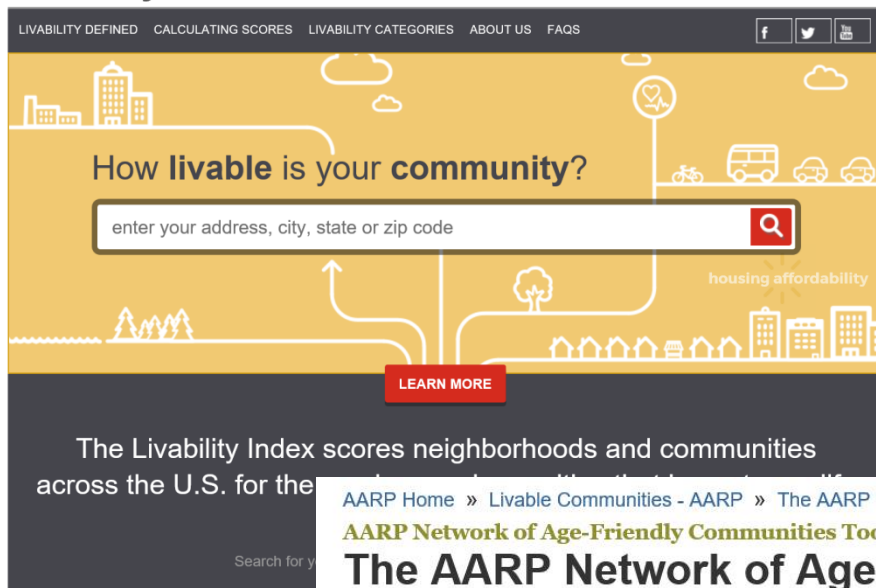 LIVABILITY DEFINED CALCULATING SCORES LIVABILITY CATEGORIES ABOUT US FAQS
How livable is your community?
enter your address, city, state or zip code
housing affordability
LEARN MORE
The Livability Index scores neighborhoods and communities
across the U.S. for the
AARP Home » Livable Communities - AARP » The AARP
AARP Network of Age-Friendly Communities
The AARP Network of Age
Search for